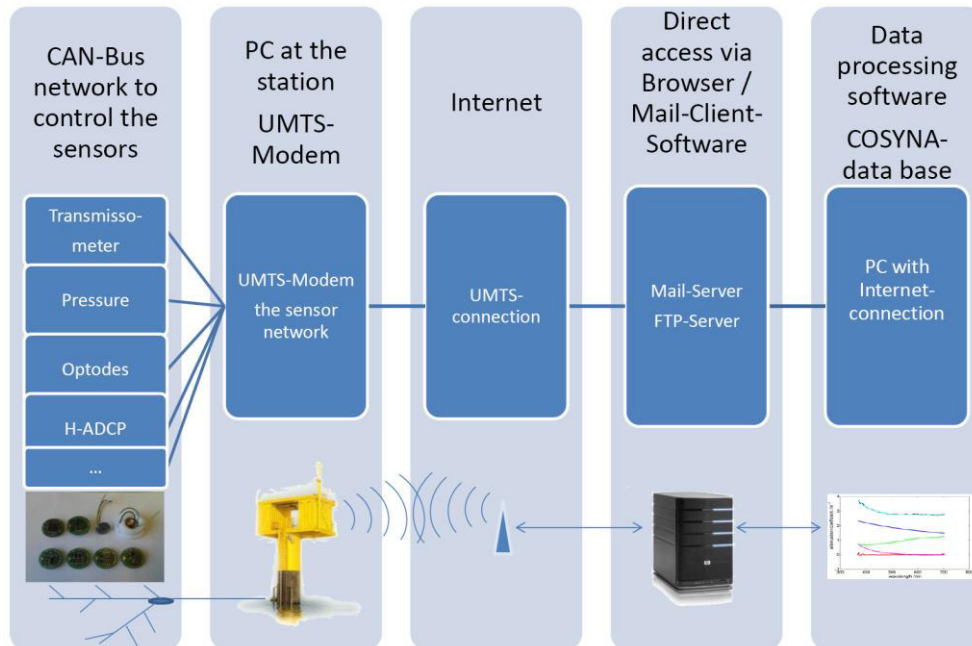 CAN-Bus
network to
control the
sensors
Transmisso-
meter
Pressure
Optodes
H-ADCP
...
PC at the
station
UMTS-
Modem
UMTS-Modem
the sensor
network
Internet
UMTS-
connection
Direct
access via
Browser /
Mail-Client-
Software
Mail-Server
FTP-Server
Data
processing
software
COSYNA-
data base
PC with
Internet-
connection
wavelength /nm